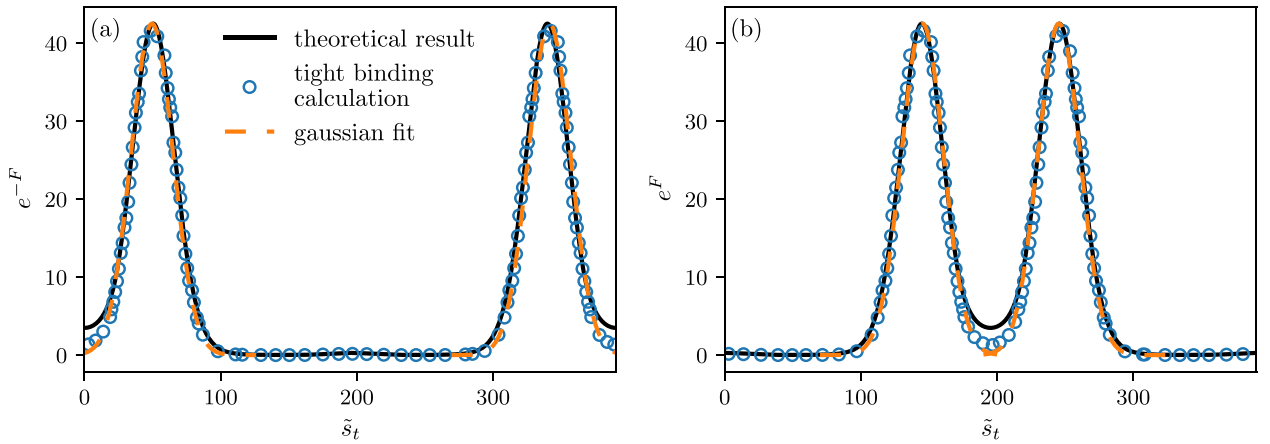 (a)
theoretical result
tight binding
calculation
gaussian fit
40
30
20
10
0
e^{-F}
0
100
200
300
s̃_t
(b)
40
30
20
10
0
e^{F}
0
100
200
300
s̃_t